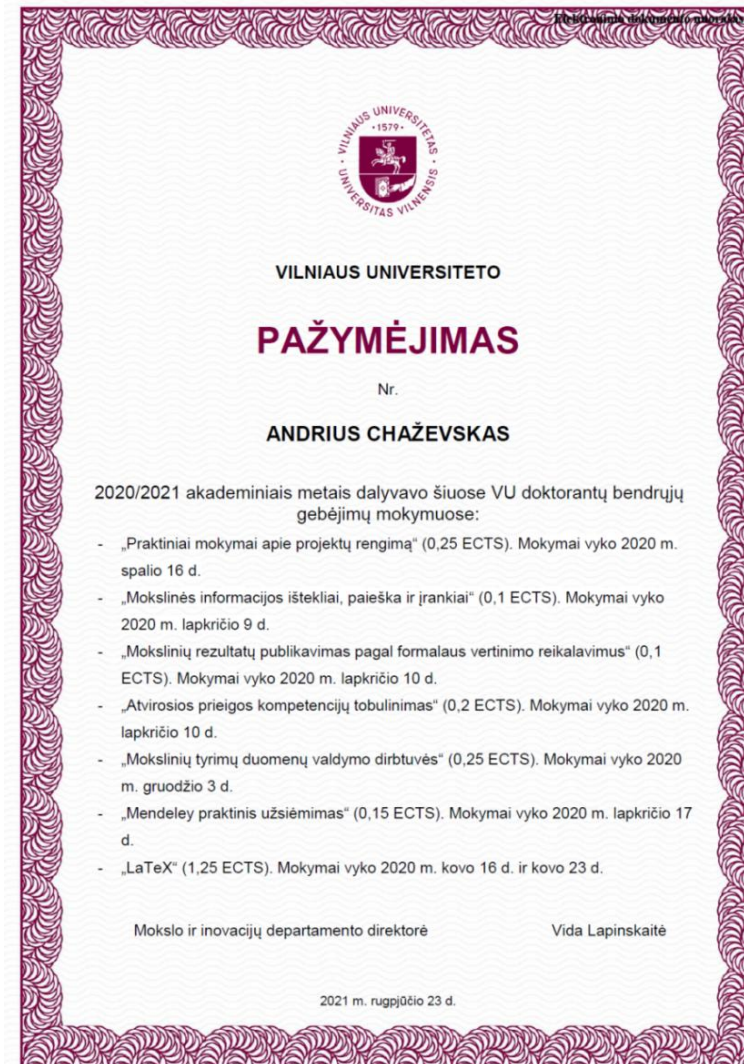 Elektroninio dokumento nuorašas
VILNIAUS UNIVERSITETAS · UNIVERSITAS VILNENSIS ·
·1579·
VILNIAUS UNIVERSITETO
PAŽYMĖJIMAS
Nr.
ANDRIUS CHAŽEVSKAS
2020/2021 akademiniais metais dalyvavo šiuose VU doktorantų bendrųjų
gebėjimų mokymuose:
- „Praktiniai mokymai apie projektų rengimą“ (0,25 ECTS). Mokymai vyko 2020 m.
spalio 16 d.
- „Mokslinės informacijos ištekliai, paieška ir įrankiai“ (0,1 ECTS). Mokymai vyko
2020 m. lapkričio 9 d.
- „Mokslinių rezultatų publikavimas pagal formalaus vertinimo reikalavimus“ (0,1
ECTS). Mokymai vyko 2020 m. lapkričio 10 d.
- „Atvirosios prieigos kompetencijų tobulinimas“ (0,2 ECTS). Mokymai vyko 2020 m.
lapkričio 10 d.
- „Mokslinių tyrimų duomenų valdymo dirbtuvės“ (0,25 ECTS). Mokymai vyko 2020
m. gruodžio 3 d.
- „Mendeley praktinis užsiėmimas“ (0,15 ECTS). Mokymai vyko 2020 m. lapkričio 17
d.
- „LaTeX“ (1,25 ECTS). Mokymai vyko 2020 m. kovo 16 d. ir kovo 23 d.
Mokslo ir inovacijų departamento direktorė Vida Lapinskaitė
2021 m. rugpjūčio 23 d.